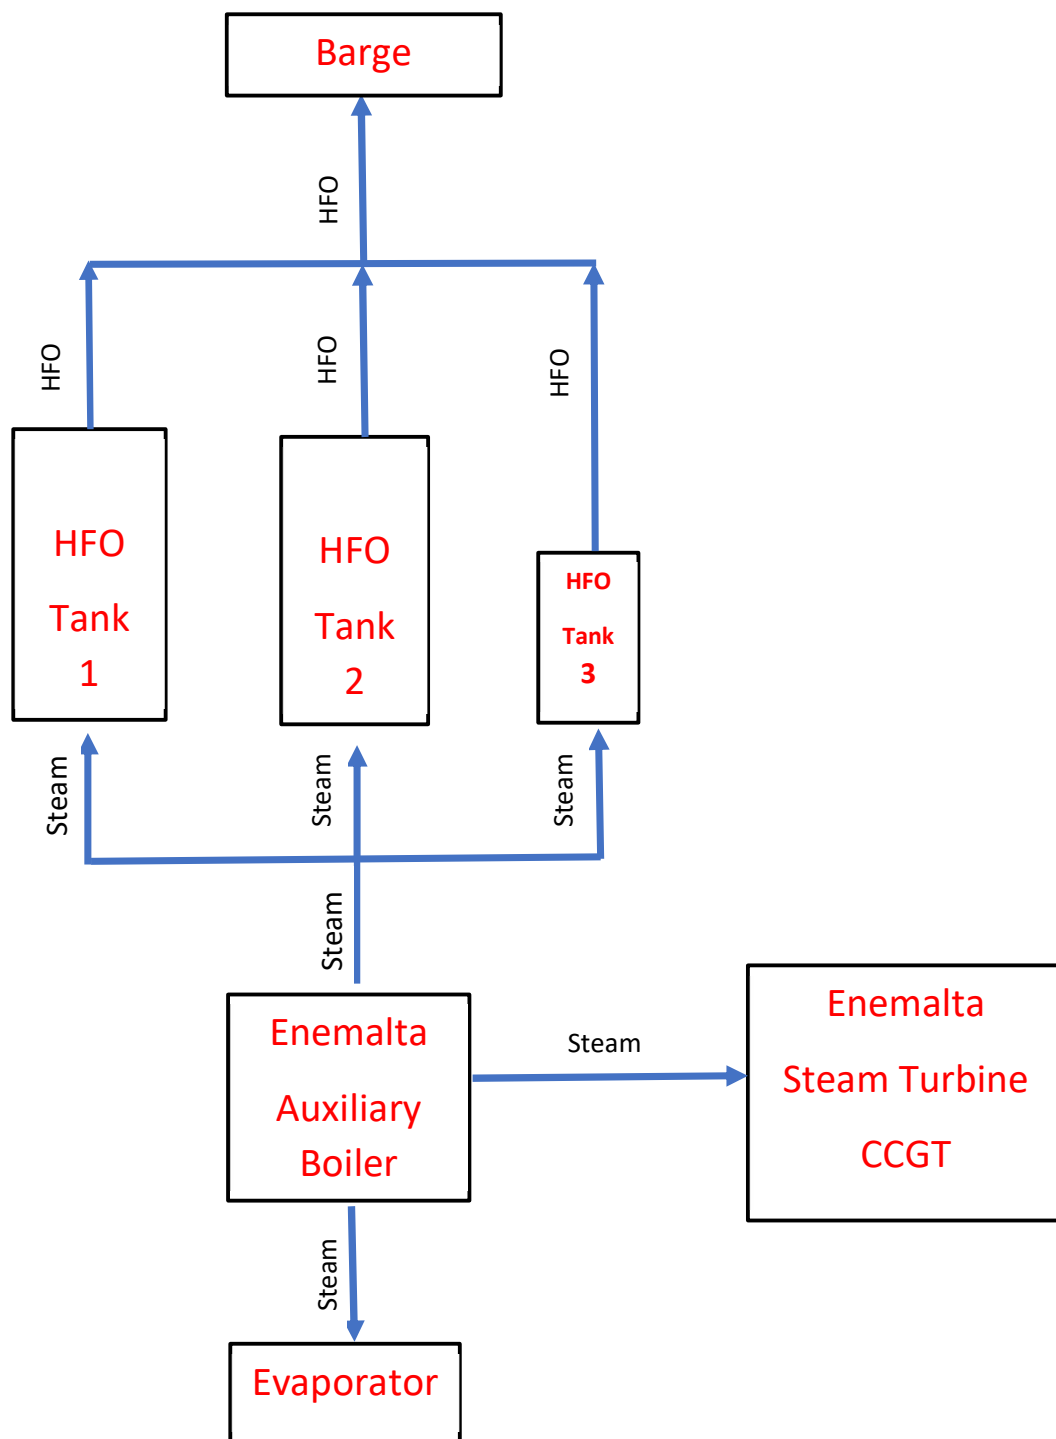 Barge
HFO
HFO
HFO
HFO
HFO
Tank
1
HFO
Tank
2
HFO
Tank
3
Steam
Steam
Steam
Steam
Enemalta
Auxiliary
Boiler
Steam
Enemalta
Steam Turbine
CCGT
Steam
Evaporator